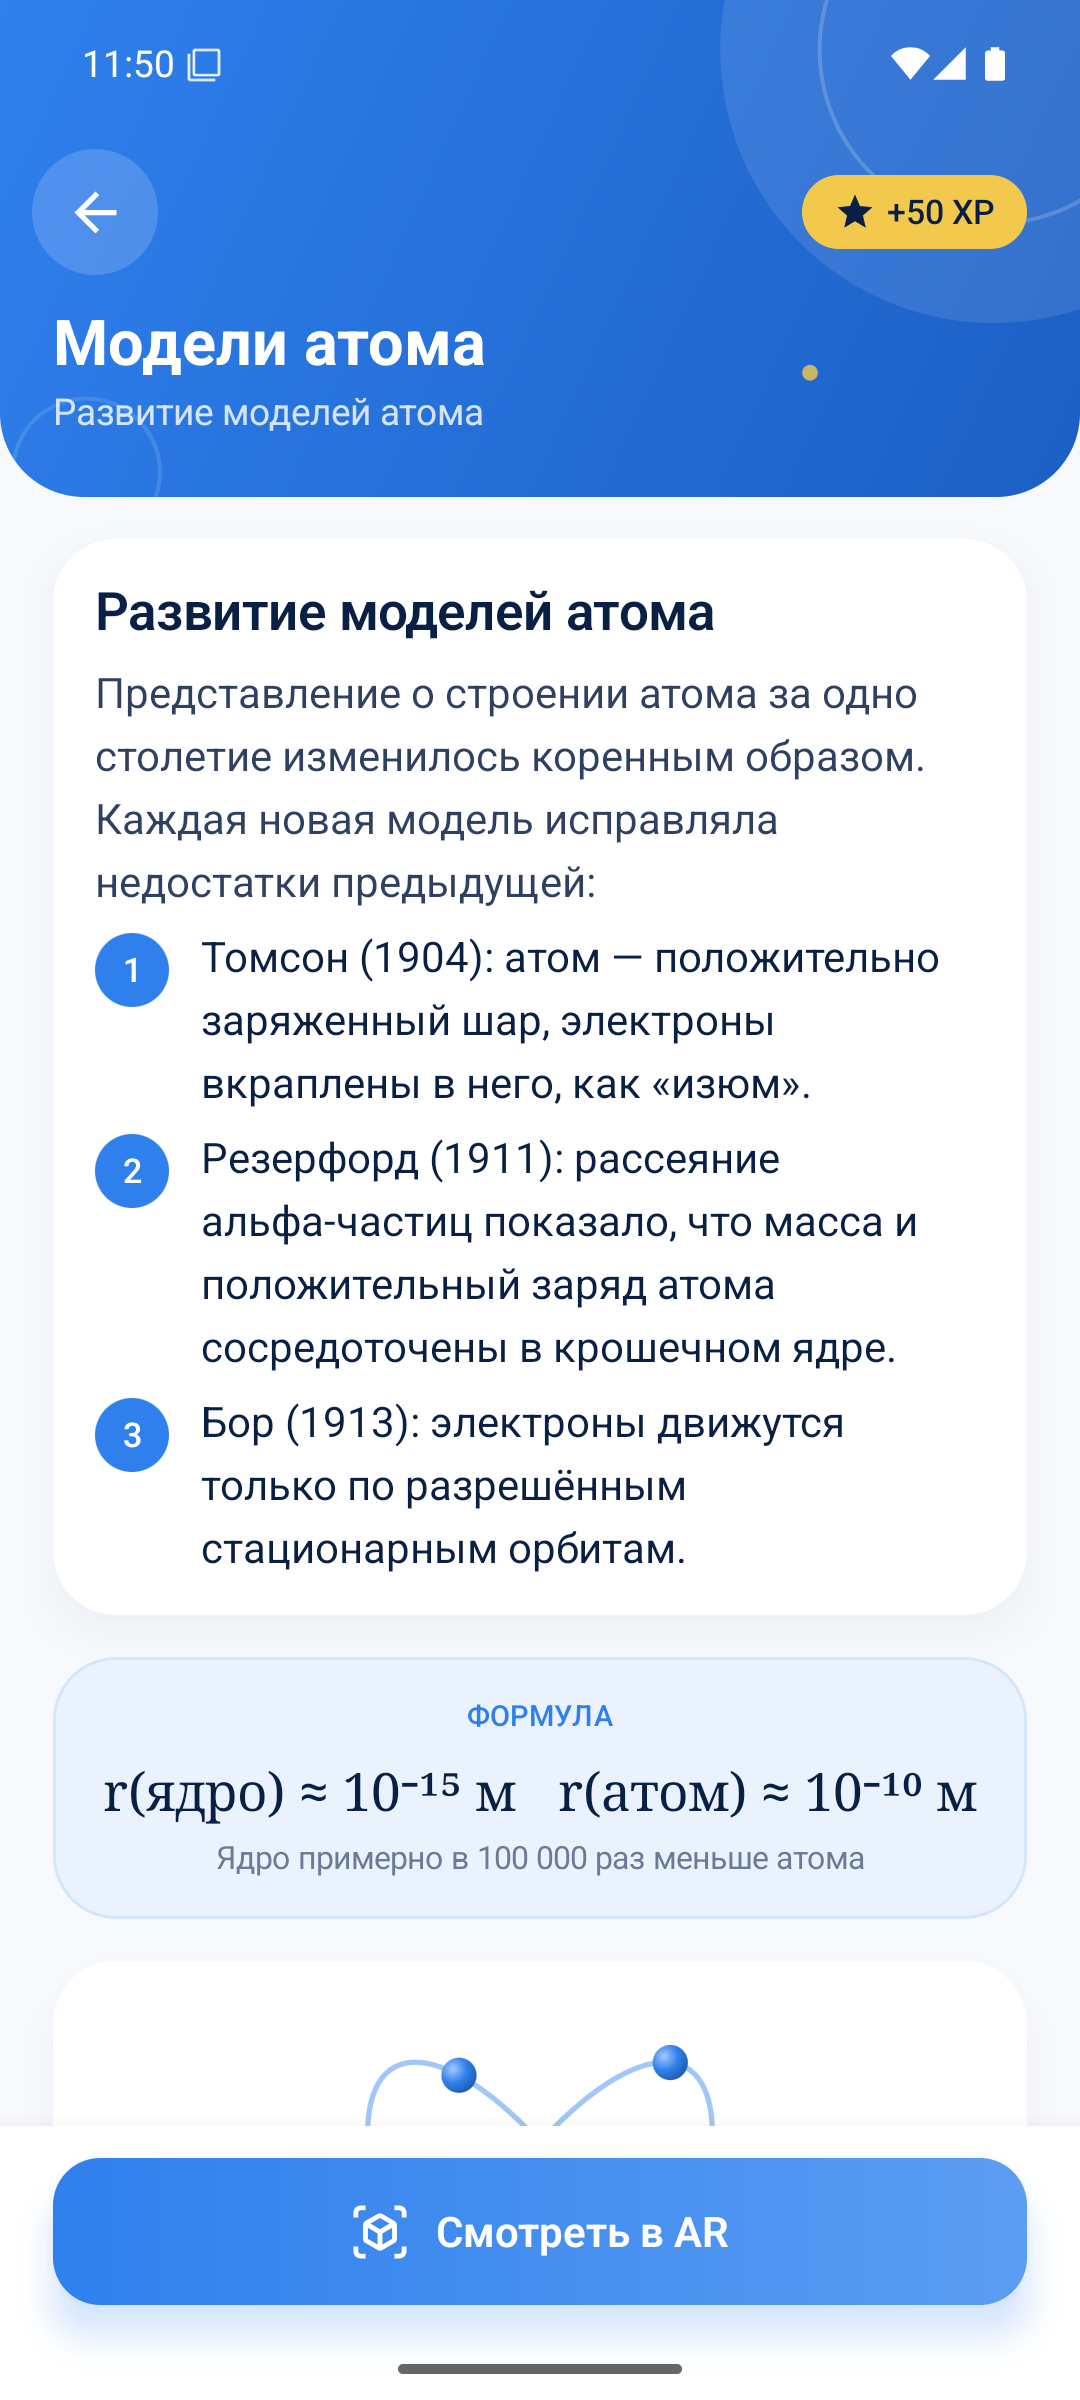 11:50
+50 XP
Модели атома
Развитие моделей атома
Развитие моделей атома
Представление о строении атома за одно
столетие изменилось коренным образом.
Каждая новая модель исправляла
недостатки предыдущей:
1 Томсон (1904): атом — положительно
заряженный шар, электроны
вкраплены в него, как «изюм».
2 Резерфорд (1911): рассеяние
альфа-частиц показало, что масса и
положительный заряд атома
сосредоточены в крошечном ядре.
3 Бор (1913): электроны движутся
только по разрешённым
стационарным орбитам.
ФОРМУЛА
r(ядро) ≈ 10⁻¹⁵ м r(атом) ≈ 10⁻¹⁰ м
Ядро примерно в 100 000 раз меньше атома
Смотреть в AR